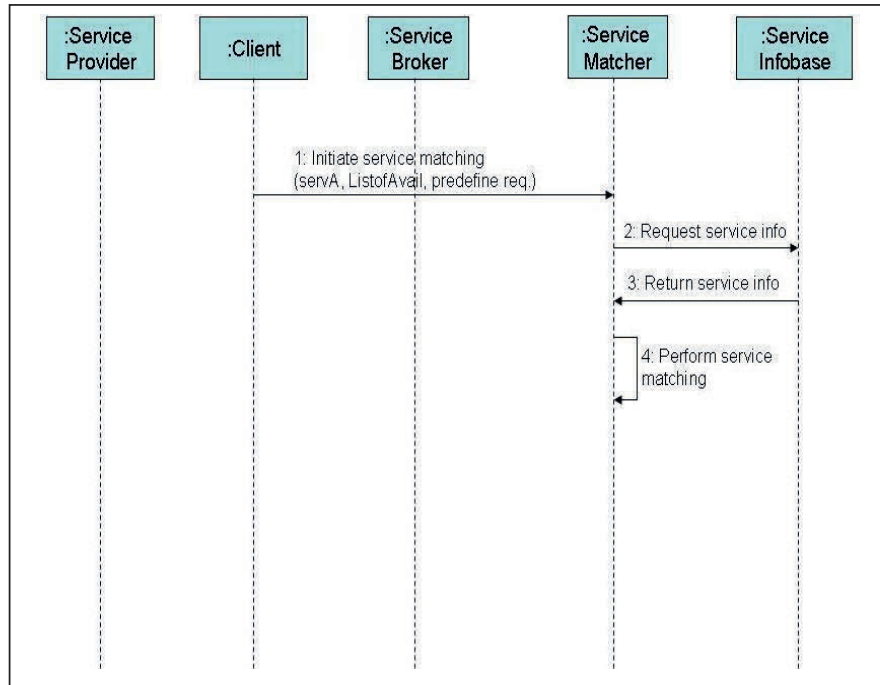 :Service
Provider
:Client
:Service
Broker
:Service
Matcher
:Service
Infobase
1: Initiate service matching
(servA, ListofAvail, predefine req.)
2: Request service info
3: Return service info
4: Perform service
matching